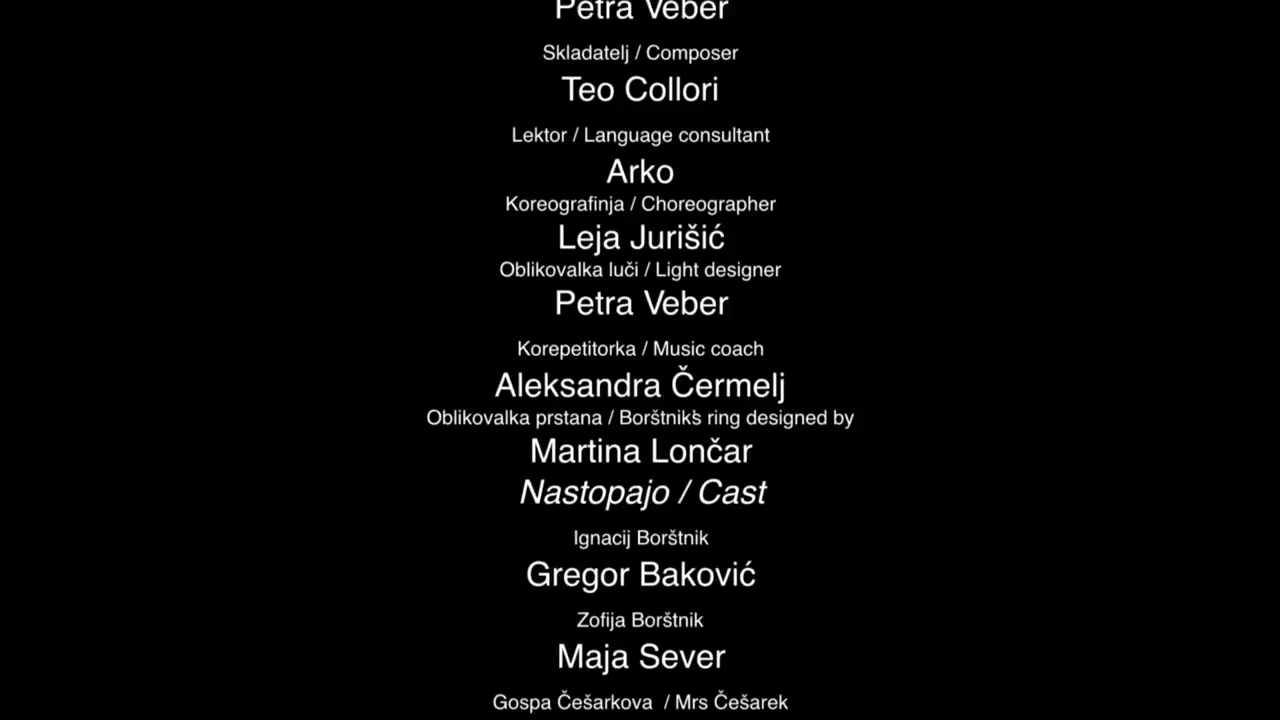 Petra Veber
Skladatelj / Composer
Teo Collori
Lektor / Language consultant
Arko
Koreografinja / Choreographer
Leja Jurišić
Oblikovalka luči / Light designer
Petra Veber
Korepetitorka / Music coach
Aleksandra Čermelj
Oblikovalka prstana / Borštnik's ring designed by
Martina Lončar
Nastopajo / Cast
Ignacij Borštnik
Gregor Baković
Zofija Borštnik
Maja Sever
Gospa Češarkova / Mrs Češarek